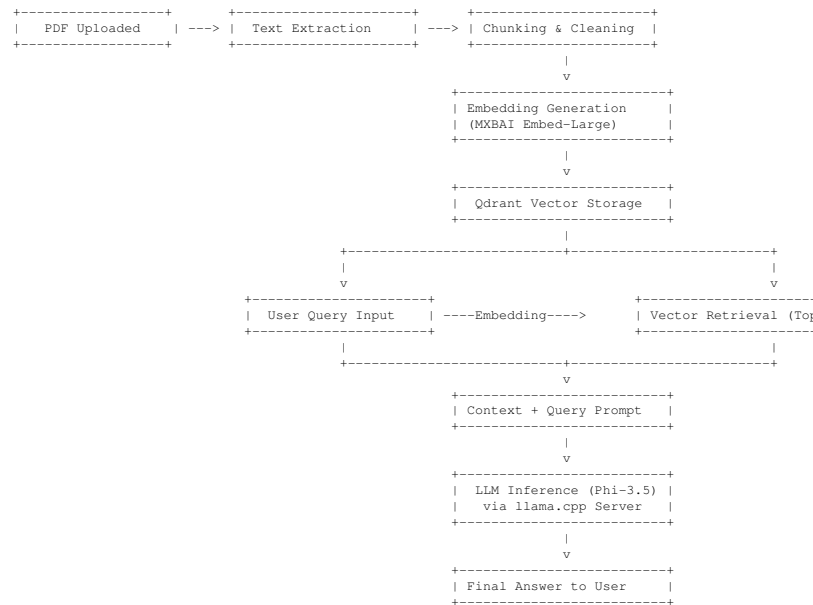 PDF Uploaded ---> Text Extraction ---> Chunking & Cleaning
v
Embedding Generation
(MXBAI Embed-Large)
v
Qdrant Vector Storage
v v
User Query Input ----Embedding----> Vector Retrieval (Top
v
Context + Query Prompt
v
LLM Inference (Phi-3.5)
via llama.cpp Server
v
Final Answer to User